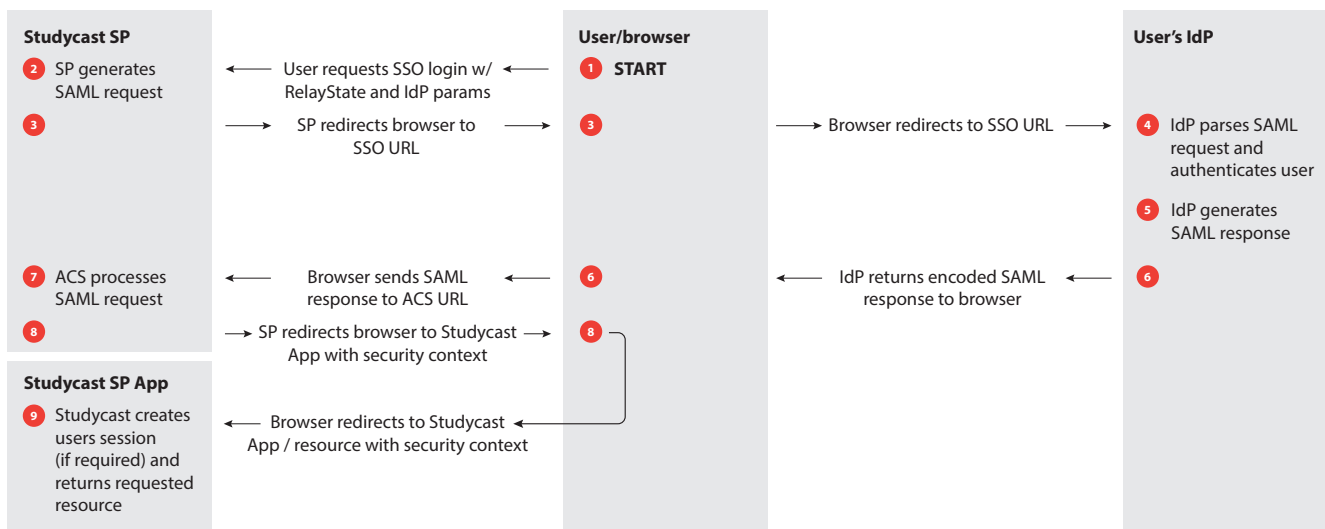 Studycast SP
User/browser
User's IdP
2 SP generates
SAML request
User requests SSO login w/
RelayState and IdP params
1 START
3
SP redirects browser to
SSO URL
3
Browser redirects to SSO URL
4 IdP parses SAML
request and
authenticates user
5 IdP generates
SAML response
7 ACS processes
SAML request
Browser sends SAML
response to ACS URL
6
IdP returns encoded SAML
response to browser
6
8
SP redirects browser to Studycast
App with security context
8
Studycast SP App
9 Studycast creates
users session
(if required) and
returns requested
resource
Browser redirects to Studycast
App / resource with security context